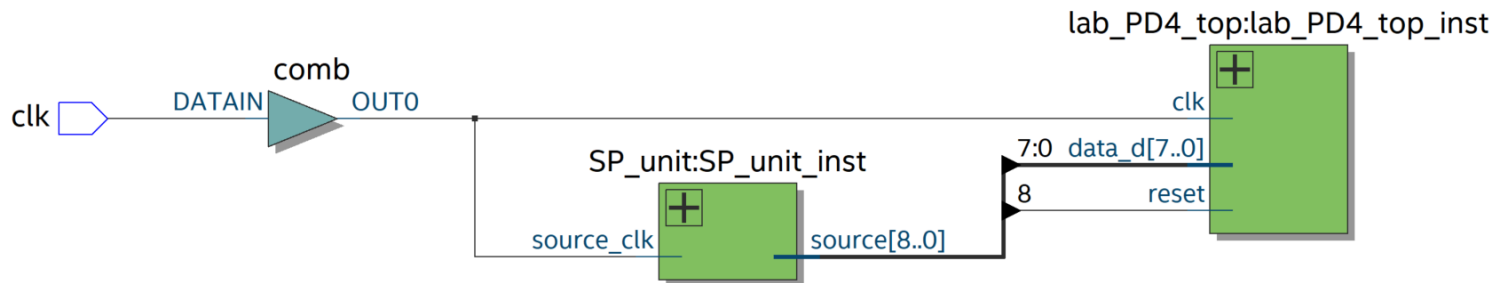 lab_PD4_top:lab_PD4_top_inst
comb
clk
DATAIN
OUT0
clk
SP_unit:SP_unit_inst
7:0
data_d[7..0]
8
reset
source_clk
source[8..0]